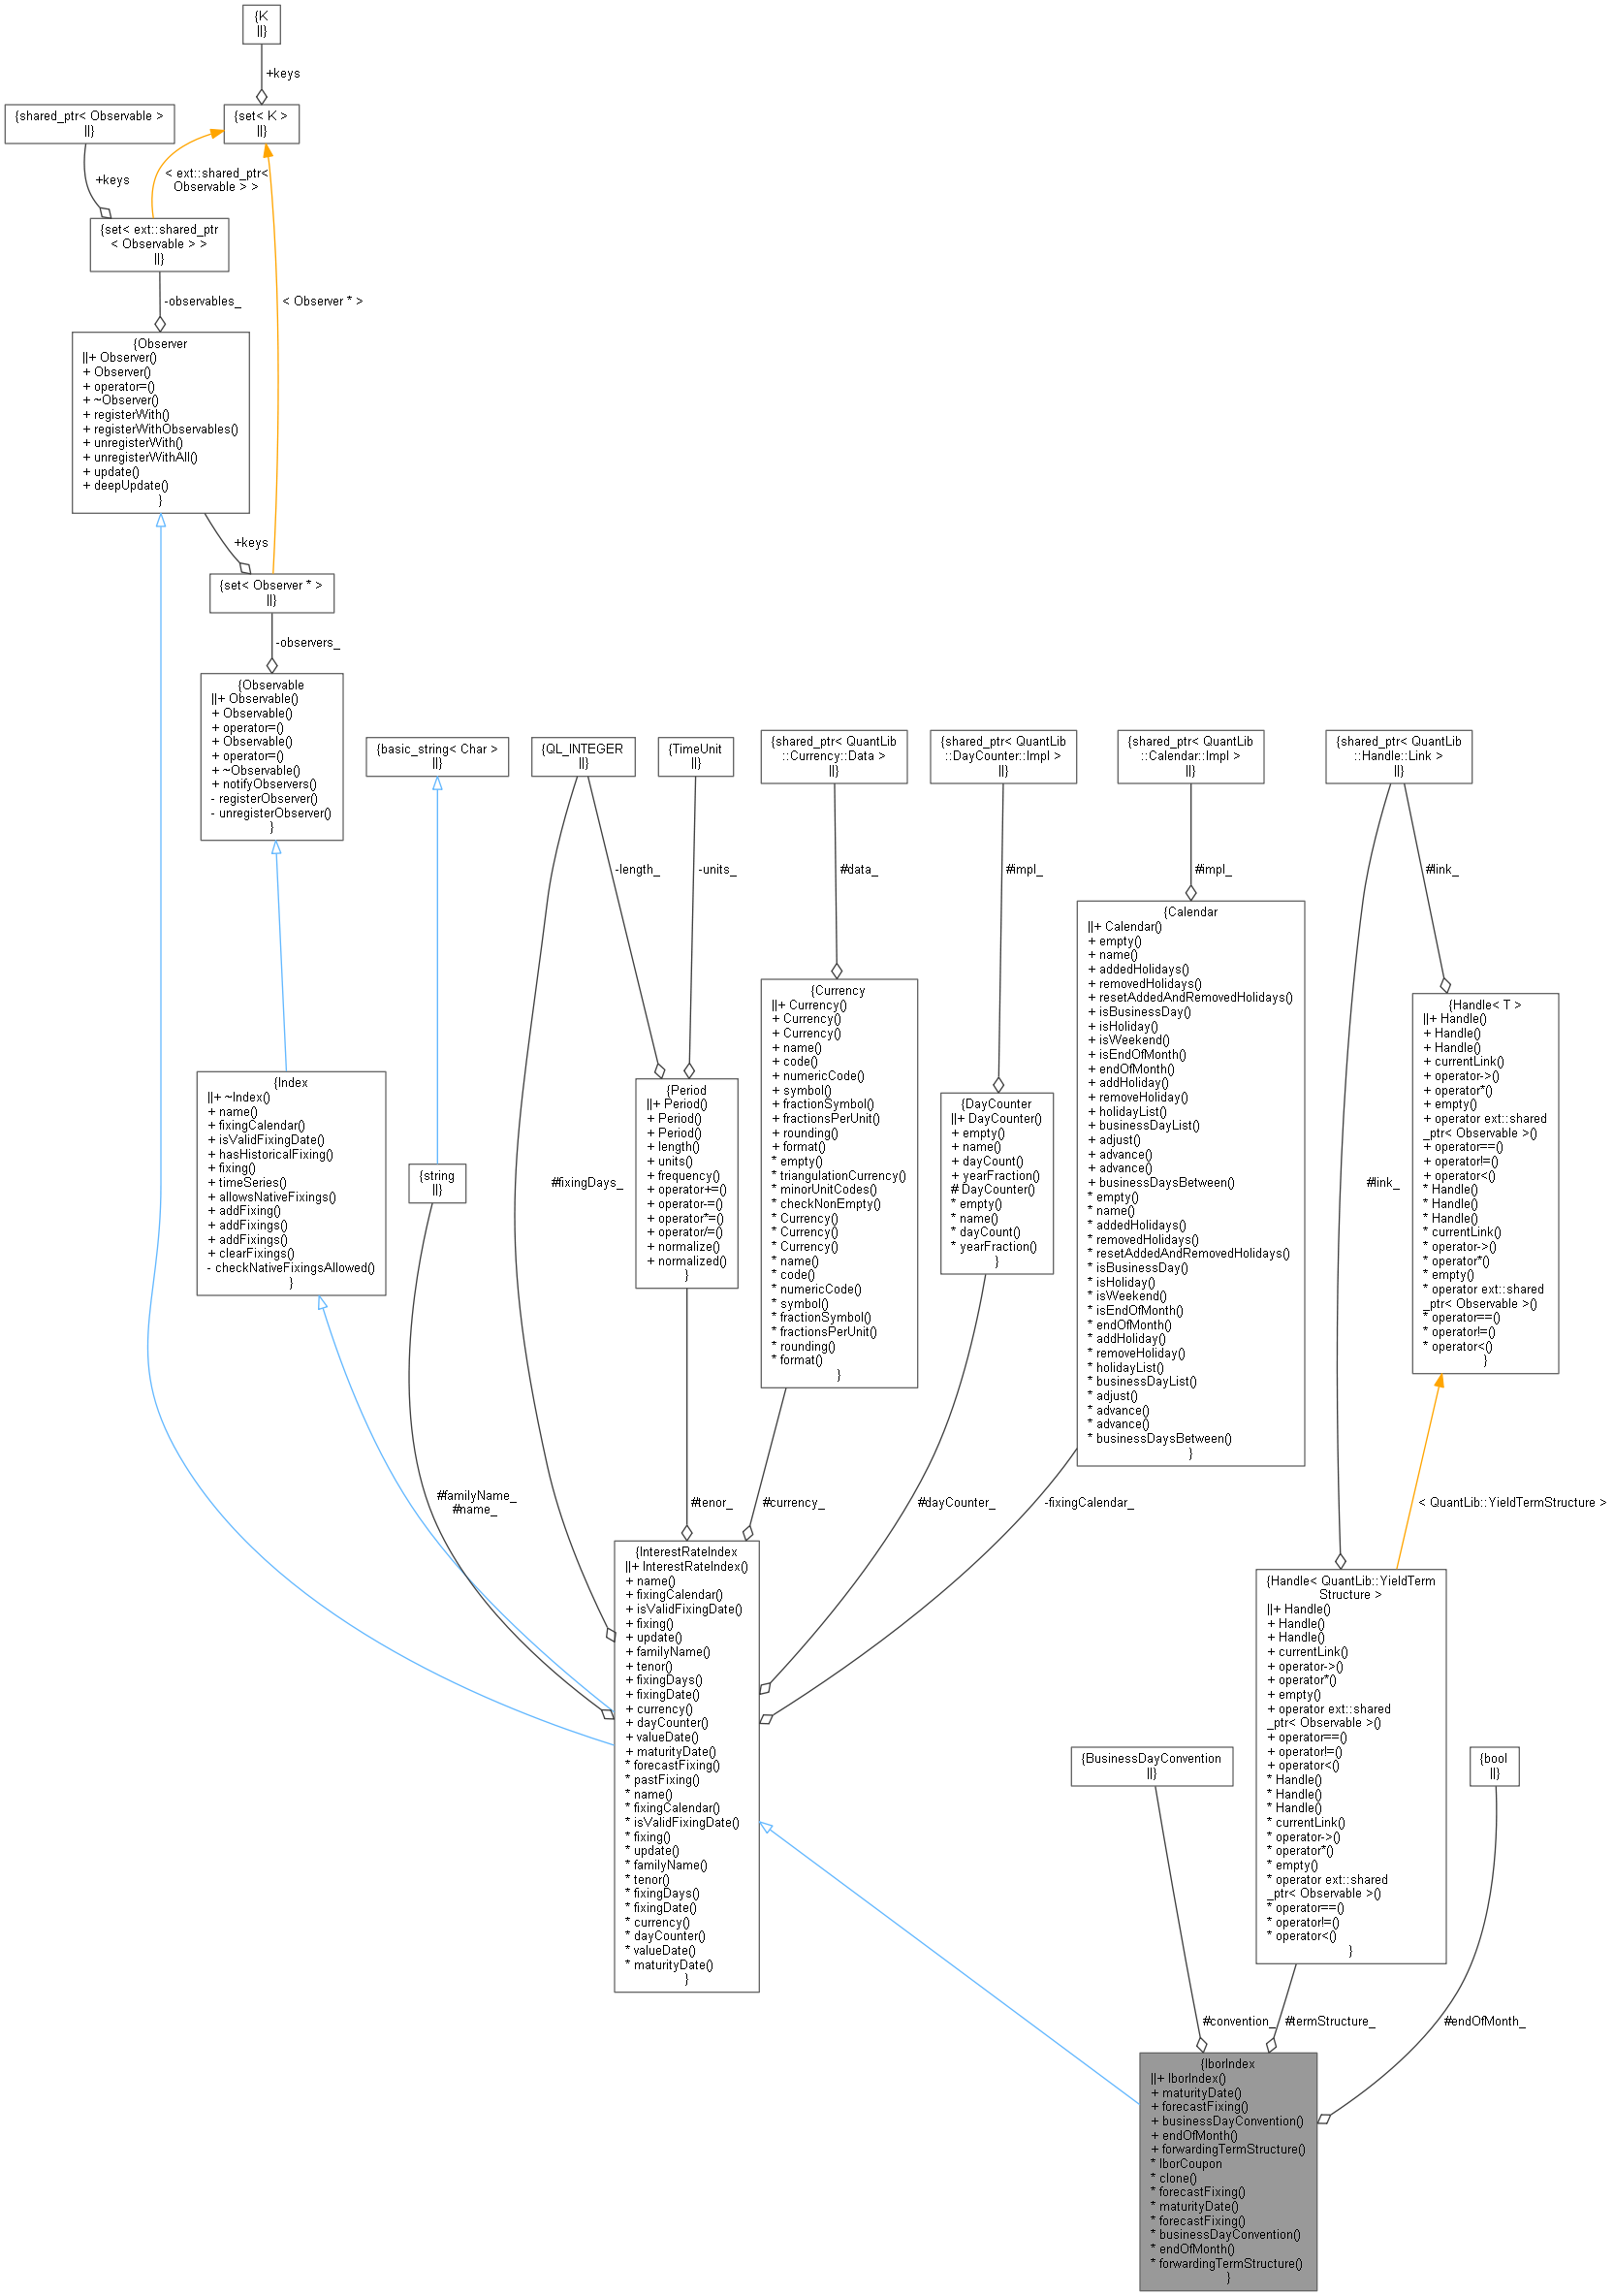 {K
||}
+keys
{shared_ptr< Observable >
||}
{set< K >
||}
+keys
< ext::shared_ptr<
Observable > >
{set< ext::shared_ptr
< Observable > >
||}
-observables_
< Observer * >
{Observer
||+ Observer()
+ Observer()
+ operator=()
+ ~Observer()
+ registerWith()
+ registerWithObservables()
+ unregisterWith()
+ unregisterWithAll()
+ update()
+ deepUpdate()
}
+keys
{set< Observer * >
||}
-observers_
{Observable
||+ Observable()
+ Observable()
+ operator=()
+ Observable()
+ operator=()
+ ~Observable()
+ notifyObservers()
- registerObserver()
- unregisterObserver()
}
{basic_string< Char >
||}
{QL_INTEGER
||}
{TimeUnit
||}
{shared_ptr< QuantLib
::Currency::Data >
||}
{shared_ptr< QuantLib
::DayCounter::Impl >
||}
{shared_ptr< QuantLib
::Calendar::Impl >
||}
{shared_ptr< QuantLib
::Handle::Link >
||}
-length_
-units_
#data_
#impl_
#impl_
#link_
{Index
||+ ~Index()
+ name()
+ fixingCalendar()
+ isValidFixingDate()
+ hasHistoricalFixing()
+ fixing()
+ timeSeries()
+ allowsNativeFixings()
+ addFixing()
+ addFixings()
+ addFixings()
+ clearFixings()
- checkNativeFixingsAllowed()
}
{string
||}
#fixingDays_
{Period
||+ Period()
+ Period()
+ Period()
+ length()
+ units()
+ frequency()
+ operator+=()
+ operator-=()
+ operator*=()
+ operator/=()
+ normalize()
+ normalized()
}
{Currency
||+ Currency()
+ Currency()
+ Currency()
+ name()
+ code()
+ numericCode()
+ symbol()
+ fractionSymbol()
+ fractionsPerUnit()
+ rounding()
+ format()
* empty()
* triangulationCurrency()
* minorUnitCodes()
* checkNonEmpty()
* Currency()
* Currency()
* Currency()
* name()
* code()
* numericCode()
* symbol()
* fractionSymbol()
* fractionsPerUnit()
* rounding()
* format()
}
{DayCounter
||+ DayCounter()
+ empty()
+ name()
+ dayCount()
+ yearFraction()
# DayCounter()
* empty()
* name()
* dayCount()
* yearFraction()
}
{Calendar
||+ Calendar()
+ empty()
+ name()
+ addedHolidays()
+ removedHolidays()
+ resetAddedAndRemovedHolidays()
+ isBusinessDay()
+ isHoliday()
+ isWeekend()
+ isEndOfMonth()
+ endOfMonth()
+ addHoliday()
+ removeHoliday()
+ holidayList()
+ businessDayList()
+ adjust()
+ advance()
+ advance()
+ businessDaysBetween()
* empty()
* name()
* addedHolidays()
* removedHolidays()
* resetAddedAndRemovedHolidays()
* isBusinessDay()
* isHoliday()
* isWeekend()
* isEndOfMonth()
* endOfMonth()
* addHoliday()
* removeHoliday()
* holidayList()
* businessDayList()
* adjust()
* advance()
* advance()
* businessDaysBetween()
}
#link_
{Handle< T >
||+ Handle()
+ Handle()
+ Handle()
+ currentLink()
+ operator->()
+ operator*()
+ empty()
+ operator ext::shared
_ptr< Observable >()
+ operator==()
+ operator!=()
+ operator<()
* Handle()
* Handle()
* Handle()
* currentLink()
* operator->()
* operator*()
* empty()
* operator ext::shared
_ptr< Observable >()
* operator==()
* operator!=()
* operator<()
}
#familyName_
#name_
#tenor_
#currency_
#dayCounter_
-fixingCalendar_
< QuantLib::YieldTermStructure >
{InterestRateIndex
||+ InterestRateIndex()
+ name()
+ fixingCalendar()
+ isValidFixingDate()
+ fixing()
+ update()
+ familyName()
+ tenor()
+ fixingDays()
+ fixingDate()
+ currency()
+ dayCounter()
+ valueDate()
+ maturityDate()
* forecastFixing()
* pastFixing()
* name()
* fixingCalendar()
* isValidFixingDate()
* fixing()
* update()
* familyName()
* tenor()
* fixingDays()
* fixingDate()
* currency()
* dayCounter()
* valueDate()
* maturityDate()
}
{BusinessDayConvention
||}
{Handle< QuantLib::YieldTerm
Structure >
||+ Handle()
+ Handle()
+ Handle()
+ currentLink()
+ operator->()
+ operator*()
+ empty()
+ operator ext::shared
_ptr< Observable >()
+ operator==()
+ operator!=()
+ operator<()
* Handle()
* Handle()
* Handle()
* currentLink()
* operator->()
* operator*()
* empty()
* operator ext::shared
_ptr< Observable >()
* operator==()
* operator!=()
* operator<()
}
{bool
||}
#convention_
#termStructure_
#endOfMonth_
{IborIndex
||+ IborIndex()
+ maturityDate()
+ forecastFixing()
+ businessDayConvention()
+ endOfMonth()
+ forwardingTermStructure()
* IborCoupon
* clone()
* forecastFixing()
* maturityDate()
* forecastFixing()
* businessDayConvention()
* endOfMonth()
* forwardingTermStructure()
}